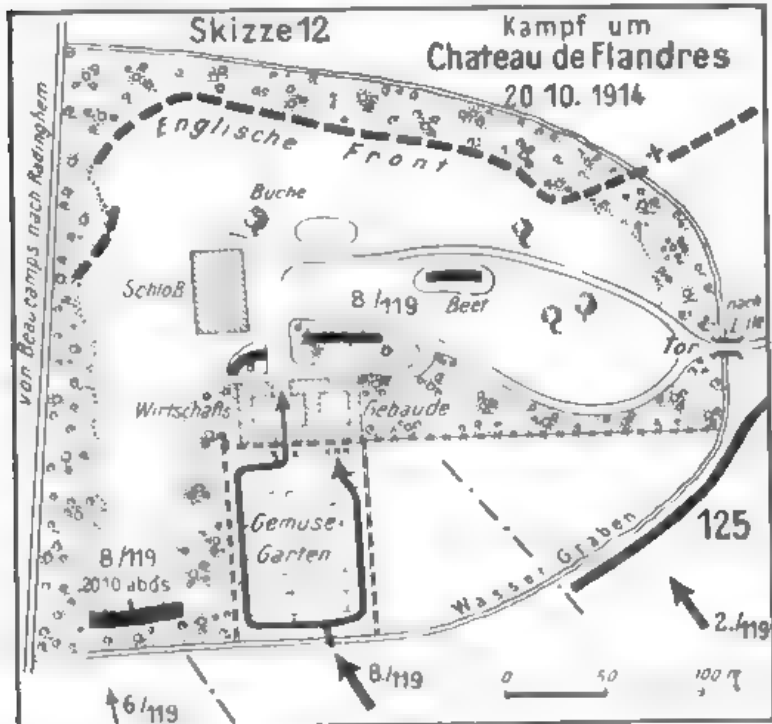 Skizze 12
Kampf um
Chateau de Flandres
20 10. 1914
Englische Front
von Beaucamps nach Radinghem
Buche
Schloß
8/119
Beet
nach
Lille
Tor
Wirtschafts Gebäude
Gemüse-
Garten
8/119
20 10 abds
Wasser Graben
125
2./119
8/119
6/119
0 50 100 m